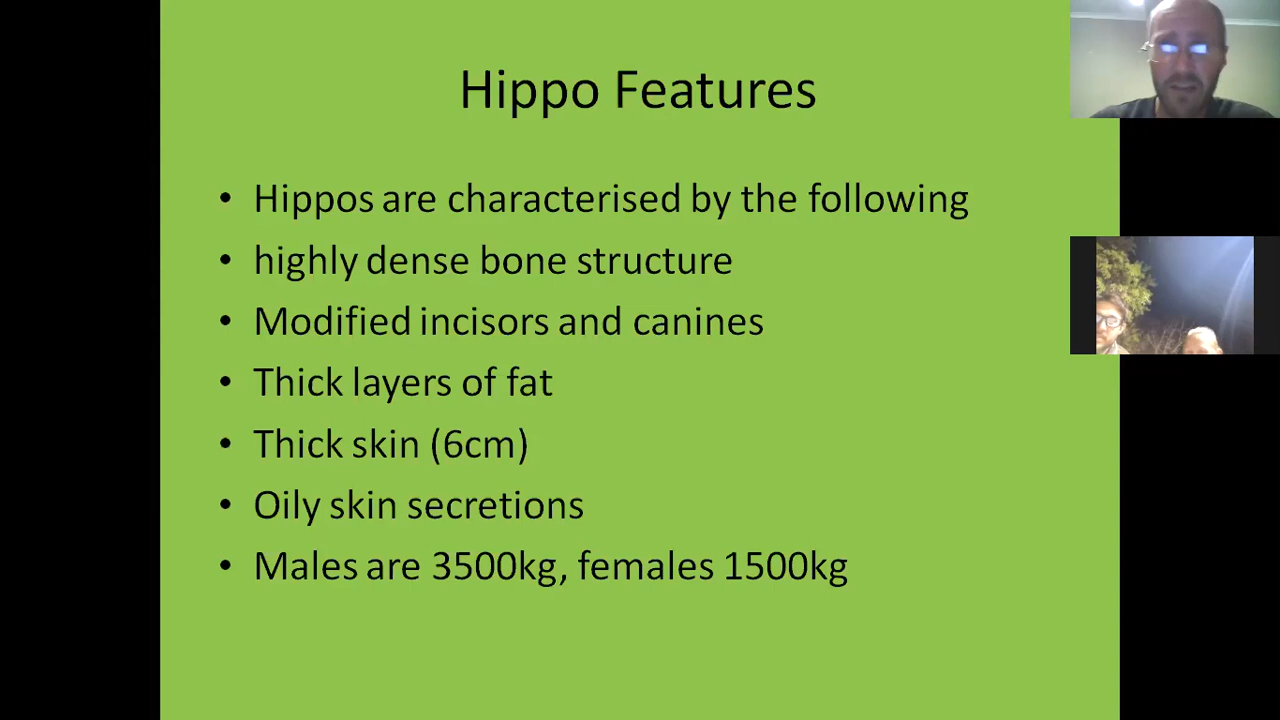 Hippo Features
• Hippos are characterised by the following
• highly dense bone structure
• Modified incisors and canines
• Thick layers of fat
• Thick skin (6cm)
• Oily skin secretions
• Males are 3500kg, females 1500kg